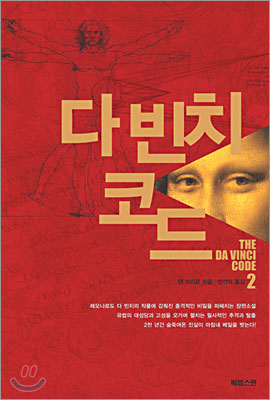 다 빈치
코드
THE
DA VINCI
CODE
2
댄 브라운 지음
양선아 옮김
레오나르도 다 빈치의 작품에 감춰진 충격적인 비밀을 파헤치는 장편소설
유럽의 대성당과 고성을 오가며 펼치는 필사적인 추격과 탈출
2천 년간 숨죽여온 진실이 마침내 베일을 벗는다!
베텔스만